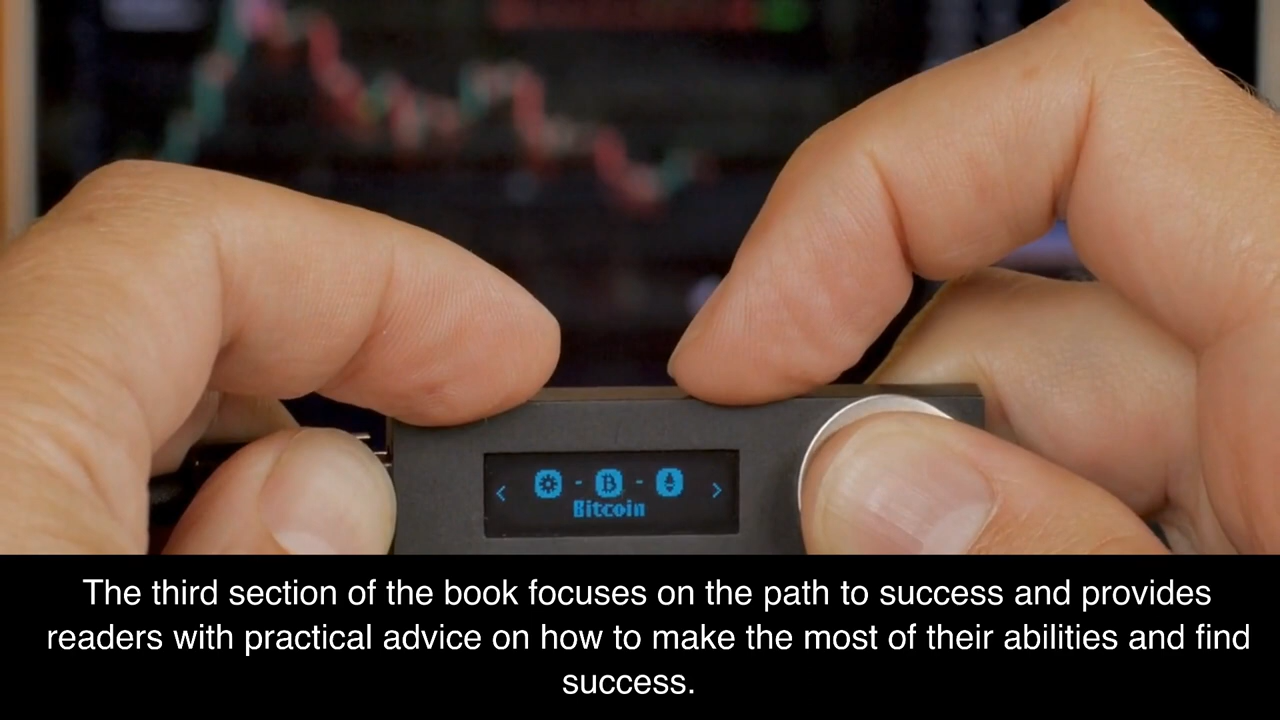 Bitcoin
The third section of the book focuses on the path to success and provides
readers with practical advice on how to make the most of their abilities and find
success.